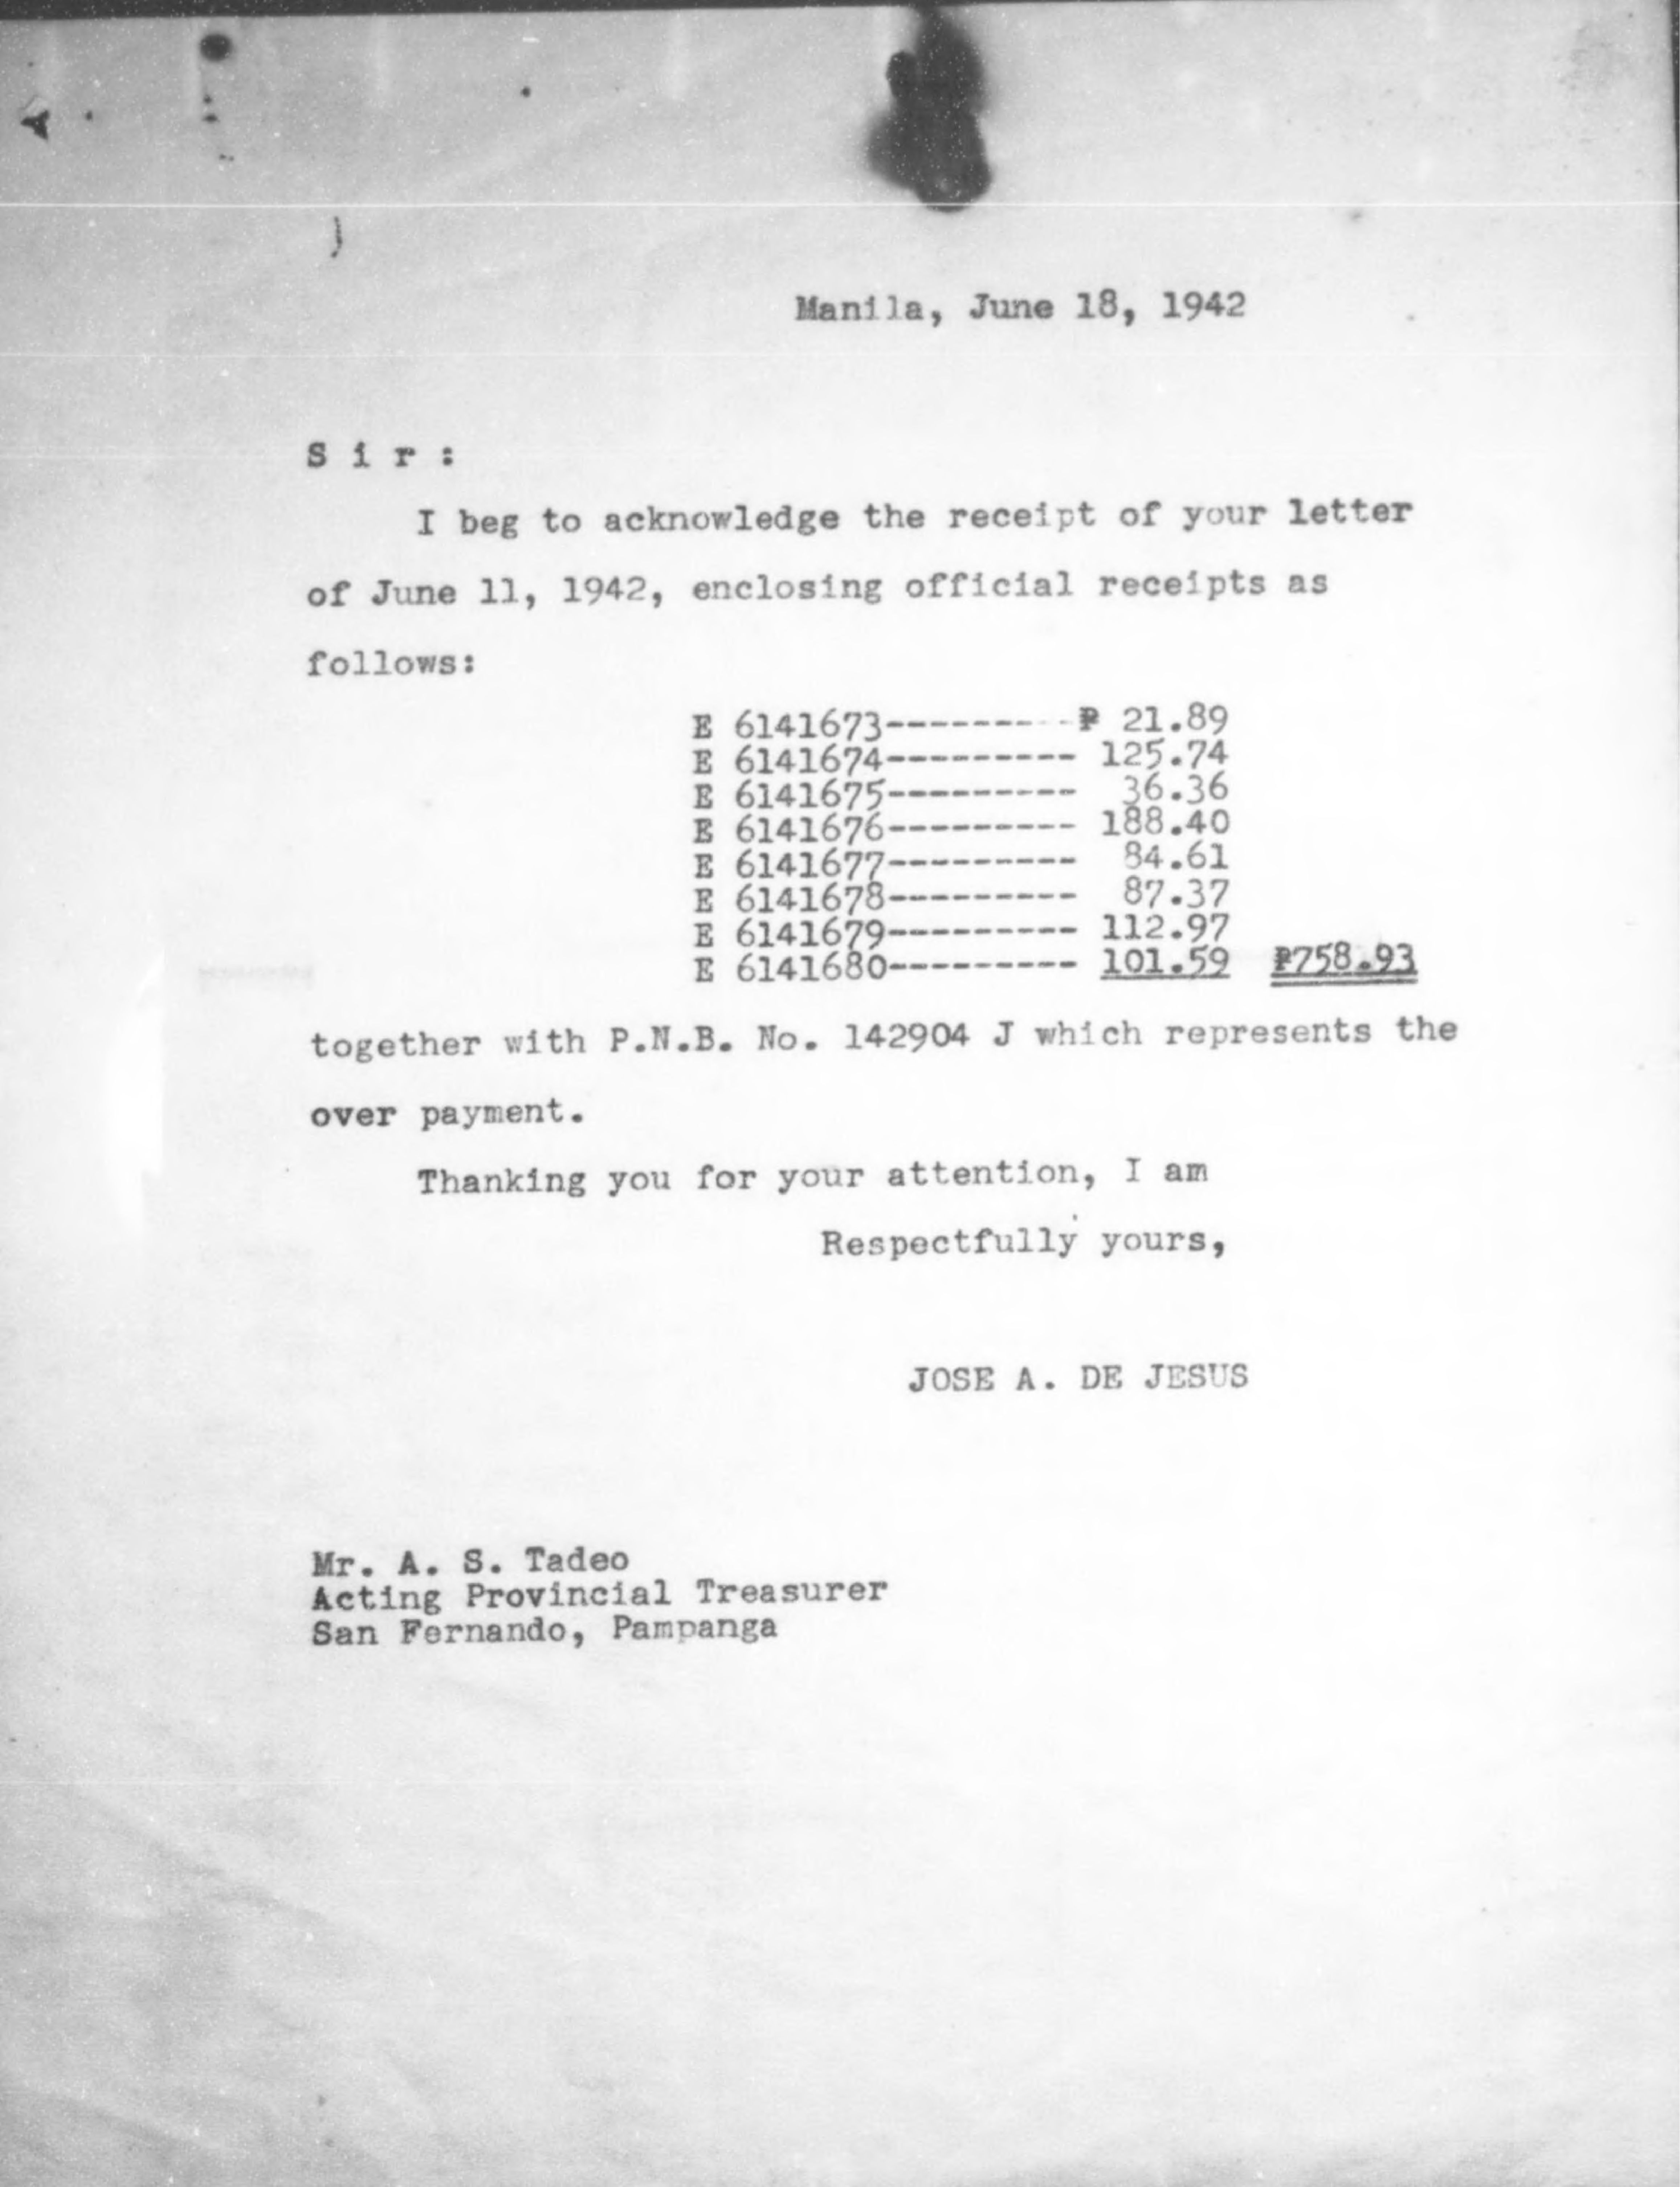 Manila, June 18, 1942
S i r :
I beg to acknowledge the receipt of your letter
of June 11, 1942, enclosing official receipts as
follows:
E 6141673---------₱ 21.89
E 6141674--------- 125.74
E 6141675--------- 36.36
E 6141676--------- 188.40
E 6141677--------- 84.61
E 6141678--------- 87.37
E 6141679--------- 112.97
E 6141680--------- 101.59 ₱758.93
together with P.N.B. No. 142904 J which represents the
over payment.
Thanking you for your attention, I am
Respectfully yours,
JOSE A. DE JESUS
Mr. A. S. Tadeo
Acting Provincial Treasurer
San Fernando, Pampanga